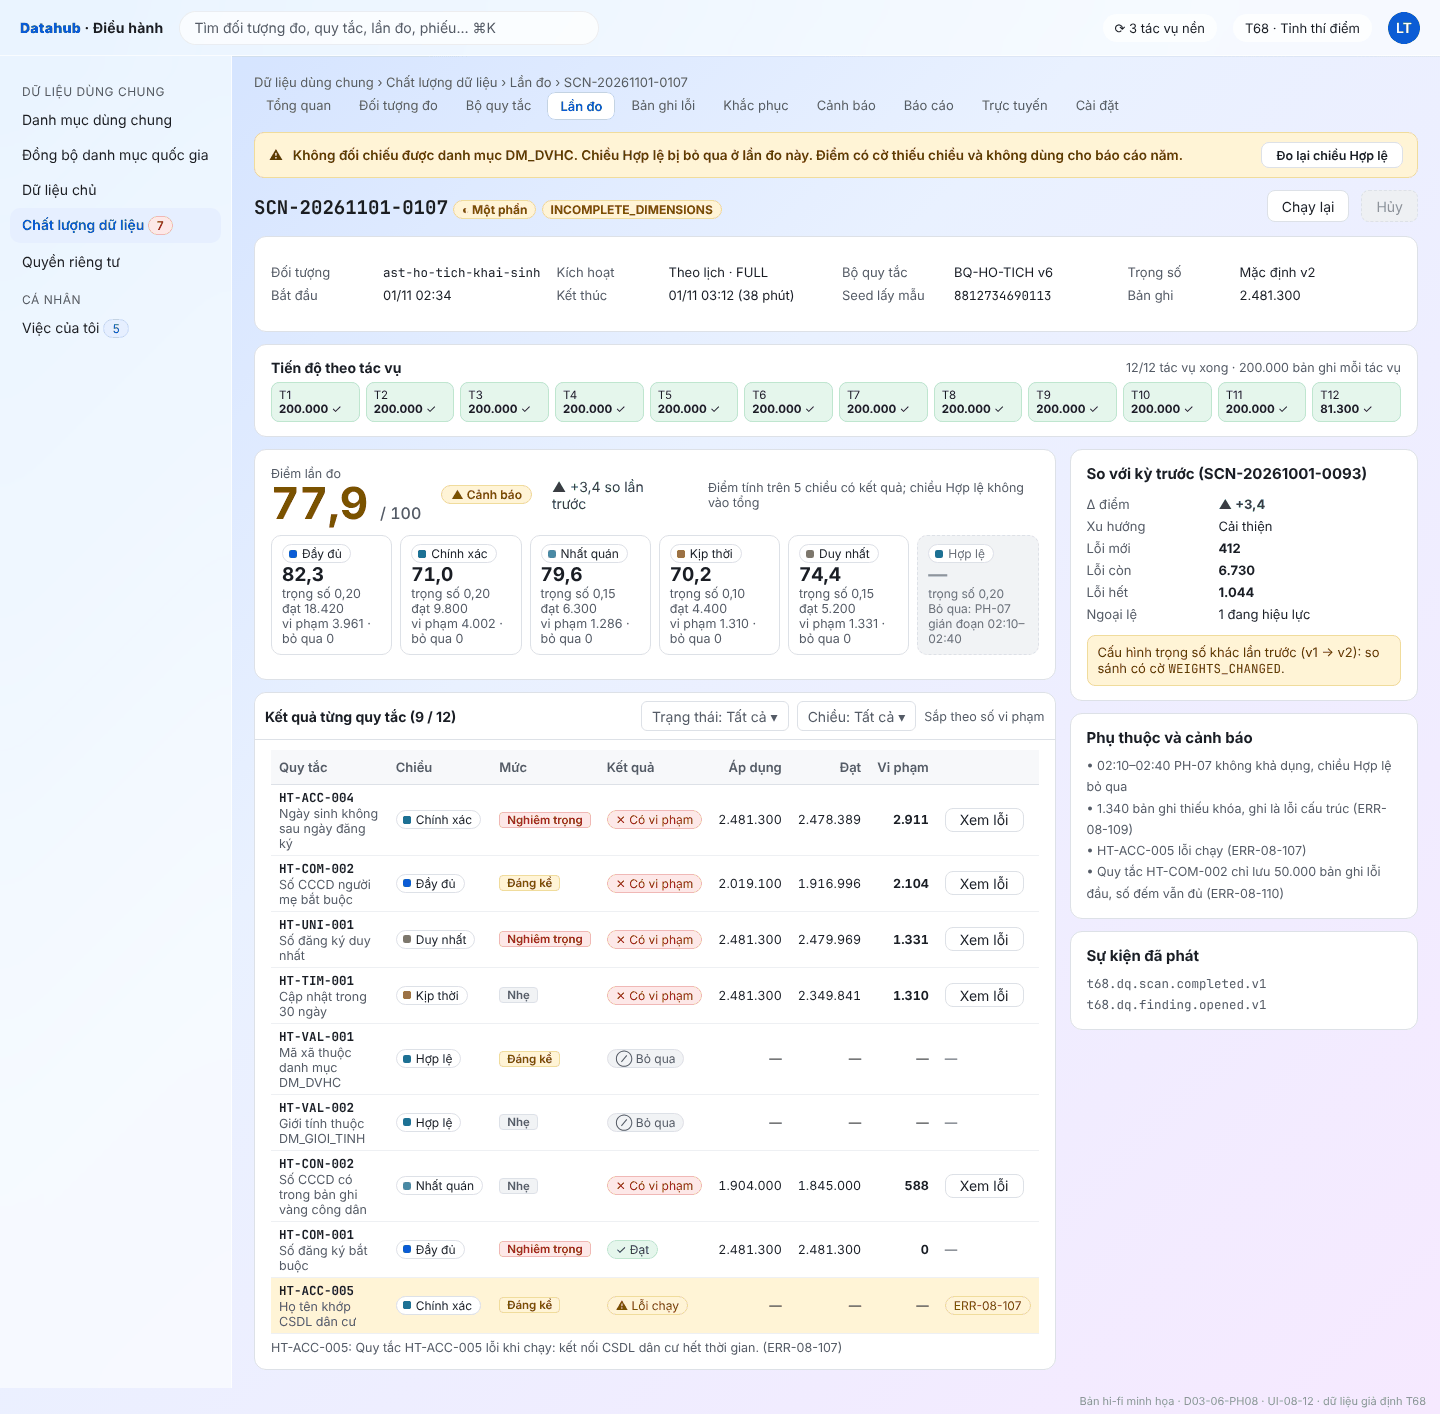 Datahub · Điều hành
Tìm đối tượng đo, quy tắc, lần đo, phiếu... ⌘K
⟳ 3 tác vụ nền
T68 · Tỉnh thí điểm
LT
DỮ LIỆU DÙNG CHUNG
Danh mục dùng chung
Đồng bộ danh mục quốc gia
Dữ liệu chủ
Chất lượng dữ liệu 7
Quyền riêng tư
CÁ NHÂN
Việc của tôi 5
Dữ liệu dùng chung › Chất lượng dữ liệu › Lần đo › SCN-20261101-0107
Tổng quan Đối tượng đo Bộ quy tắc Lần đo Bản ghi lỗi Khắc phục Cảnh báo Báo cáo Trực tuyến Cài đặt
⚠ Không đối chiếu được danh mục DM_DVHC. Chiều Hợp lệ bị bỏ qua ở lần đo này. Điểm có cờ thiếu chiều và không dùng cho báo cáo năm.
Đo lại chiều Hợp lệ
SCN-20261101-0107 Một phần INCOMPLETE_DIMENSIONS
Chạy lại Hủy
Đối tượng ast-ho-tich-khai-sinh Kích hoạt Theo lịch · FULL Bộ quy tắc BQ-HO-TICH v6 Trọng số Mặc định v2
Bắt đầu 01/11 02:34 Kết thúc 01/11 03:12 (38 phút) Seed lấy mẫu 8812734690113 Bản ghi 2.481.300
Tiến độ theo tác vụ
12/12 tác vụ xong · 200.000 bản ghi mỗi tác vụ
T1 T2 T3 T4 T5 T6 T7 T8 T9 T10 T11 T12
200.000 ✓ 200.000 ✓ 200.000 ✓ 200.000 ✓ 200.000 ✓ 200.000 ✓ 200.000 ✓ 200.000 ✓ 200.000 ✓ 200.000 ✓ 200.000 ✓ 81.300 ✓
Điểm lần đo
77,9 / 100
▲ Cảnh báo
▲ +3,4 so lần
trước
Điểm tính trên 5 chiều có kết quả; chiều Hợp lệ không
vào tổng
Đầy đủ
82,3
trọng số 0,20
đạt 18.420
vi phạm 3.961 ·
bỏ qua 0
Chính xác
71,0
trọng số 0,20
đạt 9.800
vi phạm 4.002 ·
bỏ qua 0
Nhất quán
79,6
trọng số 0,15
đạt 6.300
vi phạm 1.286 ·
bỏ qua 0
Kịp thời
70,2
trọng số 0,10
đạt 4.400
vi phạm 1.310 ·
bỏ qua 0
Duy nhất
74,4
trọng số 0,15
đạt 5.200
vi phạm 1.331 ·
bỏ qua 0
Hợp lệ
—
trọng số 0,20
Bỏ qua: PH-07
gián đoạn 02:10–
02:40
So với kỳ trước (SCN-20261001-0093)
Δ điểm ▲ +3,4
Xu hướng Cải thiện
Lỗi mới 412
Lỗi còn 6.730
Lỗi hết 1.044
Ngoại lệ 1 đang hiệu lực
Cấu hình trọng số khác lần trước (v1 → v2): so
sánh có cờ WEIGHTS_CHANGED.
Kết quả từng quy tắc (9 / 12)
Trạng thái: Tất cả ▾
Chiều: Tất cả ▾
Sắp theo số vi phạm
Quy tắc Chiều Mức Kết quả Áp dụng Đạt Vi phạm
HT-ACC-004
Ngày sinh không
sau ngày đăng
ký
Chính xác Nghiêm trọng ✕ Có vi phạm 2.481.300 2.478.389 2.911 Xem lỗi
HT-COM-002
Số CCCD người
mẹ bắt buộc
Đầy đủ Đáng kể ✕ Có vi phạm 2.019.100 1.916.996 2.104 Xem lỗi
HT-UNI-001
Số đăng ký duy
nhất
Duy nhất Nghiêm trọng ✕ Có vi phạm 2.481.300 2.479.969 1.331 Xem lỗi
HT-TIM-001
Cập nhật trong
30 ngày
Kịp thời Nhẹ ✕ Có vi phạm 2.481.300 2.349.841 1.310 Xem lỗi
HT-VAL-001
Mã xã thuộc
danh mục
DM_DVHC
Hợp lệ Đáng kể Bỏ qua — — — —
HT-VAL-002
Giới tính thuộc
DM_GIOI_TINH
Hợp lệ Nhẹ Bỏ qua — — — —
HT-CON-002
Số CCCD có
trong bản ghi
vàng công dân
Nhất quán Nhẹ ✕ Có vi phạm 1.904.000 1.845.000 588 Xem lỗi
HT-COM-001
Số đăng ký bắt
buộc
Đầy đủ Nghiêm trọng ✓ Đạt 2.481.300 2.481.300 0 —
HT-ACC-005
Họ tên khớp
CSDL dân cư
Chính xác Đáng kể ⚠ Lỗi chạy — — — ERR-08-107
HT-ACC-005: Quy tắc HT-ACC-005 lỗi khi chạy: kết nối CSDL dân cư hết thời gian. (ERR-08-107)
Phụ thuộc và cảnh báo
• 02:10–02:40 PH-07 không khả dụng, chiều Hợp lệ
bỏ qua
• 1.340 bản ghi thiếu khóa, ghi là lỗi cấu trúc (ERR-
08-109)
• HT-ACC-005 lỗi chạy (ERR-08-107)
• Quy tắc HT-COM-002 chỉ lưu 50.000 bản ghi lỗi
đầu, số đếm vẫn đủ (ERR-08-110)
Sự kiện đã phát
t68.dq.scan.completed.v1
t68.dq.finding.opened.v1
Bản hi-fi minh họa · D03-06-PH08 · UI-08-12 · dữ liệu giả định T68